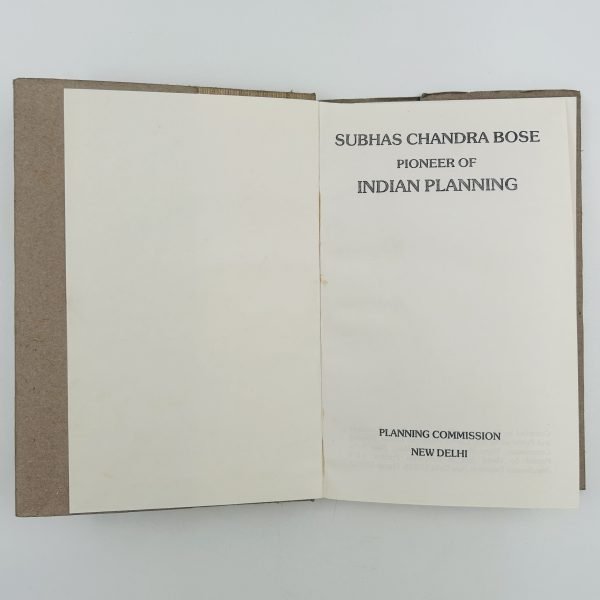 SUBHAS CHANDRA BOSE
PIONEER OF
INDIAN PLANNING
PLANNING COMMISSION
NEW DELHI